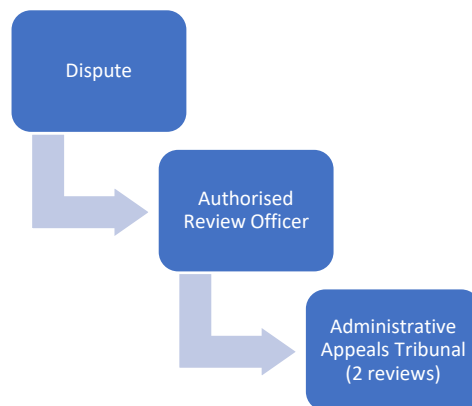 Dispute
Authorised
Review Officer
Administrative
Appeals Tribunal
(2 reviews)